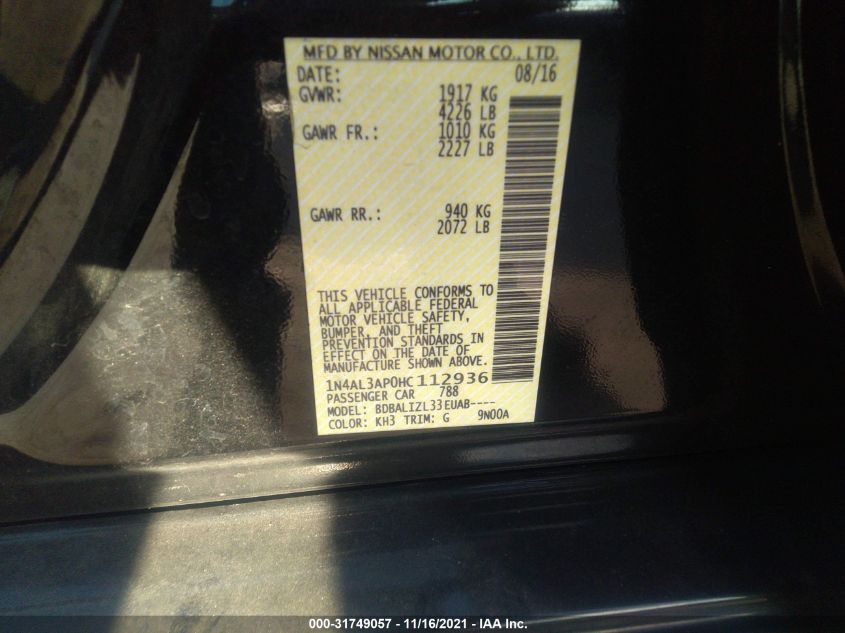 MFD BY NISSAN MOTOR CO., LTD.
DATE: 08/16
GVWR: 1917 KG
4226 LB
GAWR FR.: 1010 KG
2227 LB
GAWR RR.: 940 KG
2072 LB
THIS VEHICLE CONFORMS TO
ALL APPLICABLE FEDERAL
MOTOR VEHICLE SAFETY,
BUMPER, AND THEFT
PREVENTION STANDARDS IN
EFFECT ON THE DATE OF
MANUFACTURE SHOWN ABOVE.
1N4AL3AP0HC112936
PASSENGER CAR 788
MODEL: BDBALIZL33EUAB----
COLOR: KH3 TRIM: G 9N00A
000-31749057 - 11/16/2021 - IAA Inc.